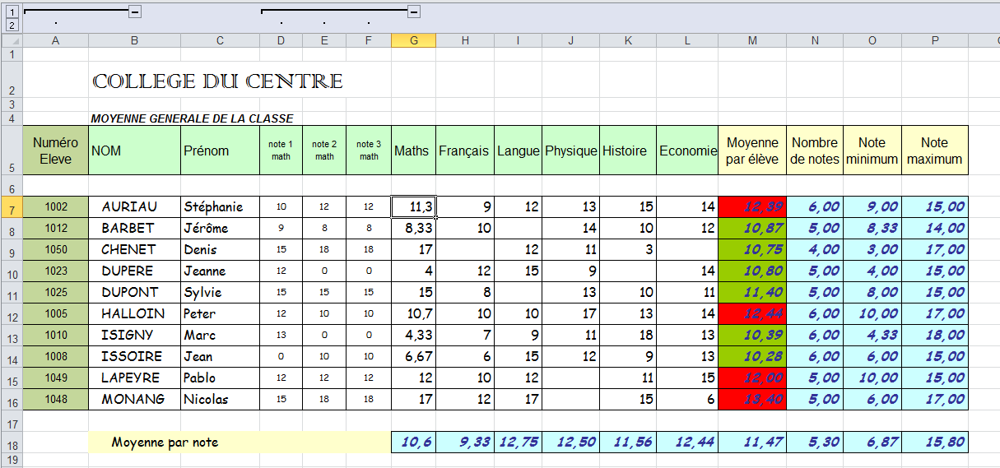 1
2
A B C D E F G H I J K L M N O P
1
2 COLLEGE DU CENTRE
3
4 MOYENNE GENERALE DE LA CLASSE
5 Numéro Eleve NOM Prénom note 1 math note 2 math note 3 math Maths Français Langue Physique Histoire Economie Moyenne par élève Nombre de notes Note minimum Note maximum
6
7 1002 AURIAU Stéphanie 10 12 12 11,3 9 12 13 15 14 12,39 6,00 9,00 15,00
8 1012 BARBET Jérôme 9 8 8 8,33 10 14 10 12 10,87 5,00 8,33 14,00
9 1050 CHENET Denis 15 18 18 17 12 11 3 10,75 4,00 3,00 17,00
10 1023 DUPERE Jeanne 12 0 0 4 12 15 9 14 10,80 5,00 4,00 15,00
11 1025 DUPONT Sylvie 15 15 15 15 8 13 10 11 11,40 5,00 8,00 15,00
12 1005 HALLOIN Peter 12 10 10 10,7 10 10 17 13 14 12,44 6,00 10,00 17,00
13 1010 ISIGNY Marc 13 0 0 4,33 7 9 11 18 13 10,39 6,00 4,33 18,00
14 1008 ISSOIRE Jean 0 10 10 6,67 6 15 12 9 13 10,28 6,00 6,00 15,00
15 1049 LAPEYRE Pablo 12 12 12 12 10 12 11 15 12,00 5,00 10,00 15,00
16 1048 MONANG Nicolas 15 18 18 17 12 17 15 6 13,40 5,00 6,00 17,00
17
18 Moyenne par note 10,6 9,33 12,75 12,50 11,56 12,44 11,47 5,30 6,87 15,80
19